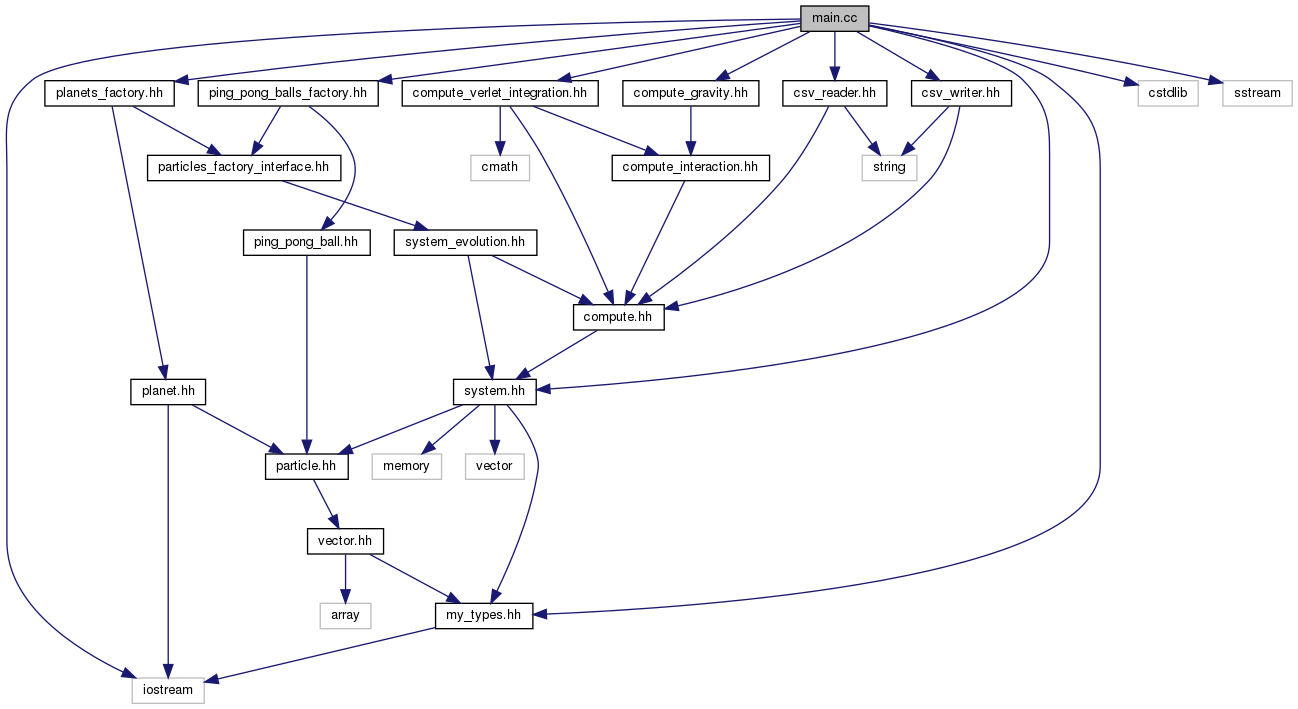 main.cc
planets_factory.hh
ping_pong_balls_factory.hh
compute_verlet_integration.hh
compute_gravity.hh
csv_reader.hh
csv_writer.hh
cstdlib
sstream
particles_factory_interface.hh
cmath
compute_interaction.hh
string
ping_pong_ball.hh
system_evolution.hh
compute.hh
planet.hh
system.hh
particle.hh
memory
vector
vector.hh
array
my_types.hh
iostream